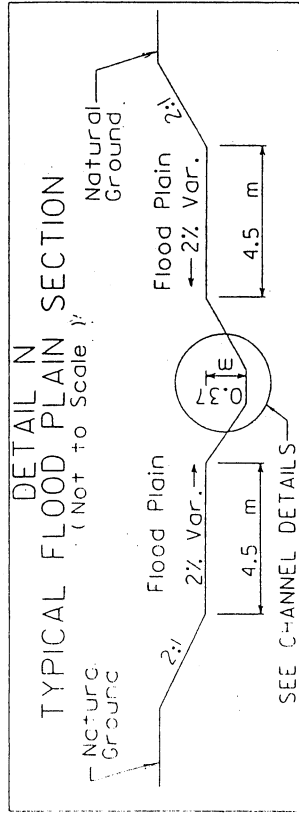 DETAIL N
TYPICAL FLOOD PLAIN SECTION
(Not to Scale)
Natural
Ground
Natural
Ground
2:1
Flood Plain
2% Var.
4.5 m
0.37 m
Flood Plain
2% Var.
4.5 m
2:1
SEE CHANNEL DETAILS